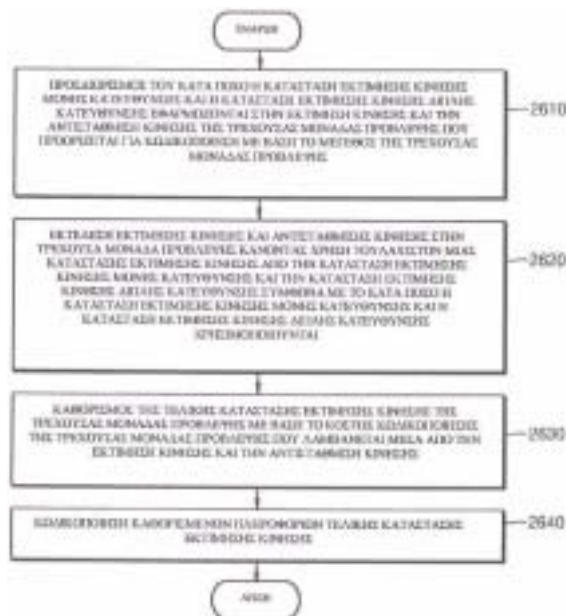 ΕΝΑΡΞΗ
ΠΡΟΣΔΙΟΡΙΣΜΟΣ ΤΟΥ ΚΑΤΑ ΠΟΣΟ Η ΚΑΤΑΣΤΑΣΗ ΕΚΤΙΜΗΣΗΣ ΚΙΝΗΣΗΣ
ΜΟΝΗΣ ΚΑΤΕΥΘΥΝΣΗΣ ΚΑΙ Η ΚΑΤΑΣΤΑΣΗ ΕΚΤΙΜΗΣΗΣ ΚΙΝΗΣΗΣ ΔΙΠΛΗΣ
ΚΑΤΕΥΘΥΝΣΗΣ ΕΦΑΡΜΟΖΟΝΤΑΙ ΣΤΗΝ ΕΚΤΙΜΗΣΗ ΚΙΝΗΣΗΣ ΚΑΙ ΤΗΝ
ΑΝΤΙΣΤΑΘΜΙΣΗ ΚΙΝΗΣΗΣ ΤΗΣ ΤΡΕΧΟΥΣΑΣ ΜΟΝΑΔΑΣ ΠΡΟΒΛΕΨΗΣ ΠΟΥ
ΠΡΟΟΡΙΖΕΤΑΙ ΓΙΑ ΚΩΔΙΚΟΠΟΙΗΣΗ ΜΕ ΒΑΣΗ ΤΟ ΜΕΓΕΘΟΣ ΤΗΣ ΤΡΕΧΟΥΣΑΣ
ΜΟΝΑΔΑΣ ΠΡΟΒΛΕΨΗΣ
2610
ΕΚΤΕΛΕΣΗ ΕΚΤΙΜΗΣΗΣ ΚΙΝΗΣΗΣ ΚΑΙ ΑΝΤΙΣΤΑΘΜΙΣΗΣ ΚΙΝΗΣΗΣ ΣΤΗΝ
ΤΡΕΧΟΥΣΑ ΜΟΝΑΔΑ ΠΡΟΒΛΕΨΗΣ ΚΑΝΟΝΤΑΣ ΧΡΗΣΗ ΤΟΥΛΑΧΙΣΤΟΝ ΜΙΑΣ
ΚΑΤΑΣΤΑΣΗΣ ΕΚΤΙΜΗΣΗΣ ΚΙΝΗΣΗΣ ΑΠΟ ΤΗΝ ΚΑΤΑΣΤΑΣΗ ΕΚΤΙΜΗΣΗΣ
ΚΙΝΗΣΗΣ ΜΟΝΗΣ ΚΑΤΕΥΘΥΝΣΗΣ ΚΑΙ ΤΗΝ ΚΑΤΑΣΤΑΣΗ ΕΚΤΙΜΗΣΗΣ
ΚΙΝΗΣΗΣ ΔΙΠΛΗΣ ΚΑΤΕΥΘΥΝΣΗΣ ΣΥΜΦΩΝΑ ΜΕ ΤΟ ΚΑΤΑ ΠΟΣΟ Η
ΚΑΤΑΣΤΑΣΗ ΕΚΤΙΜΗΣΗΣ ΚΙΝΗΣΗΣ ΜΟΝΗΣ ΚΑΤΕΥΘΥΝΣΗΣ ΚΑΙ Η
ΚΑΤΑΣΤΑΣΗ ΕΚΤΙΜΗΣΗΣ ΚΙΝΗΣΗΣ ΔΙΠΛΗΣ ΚΑΤΕΥΘΥΝΣΗΣ
ΧΡΗΣΙΜΟΠΟΙΟΥΝΤΑΙ
2620
ΚΑΘΟΡΙΣΜΟΣ ΤΗΣ ΤΕΛΙΚΗΣ ΚΑΤΑΣΤΑΣΗΣ ΕΚΤΙΜΗΣΗΣ ΚΙΝΗΣΗΣ ΤΗΣ
ΤΡΕΧΟΥΣΑΣ ΜΟΝΑΔΑΣ ΠΡΟΒΛΕΨΗΣ ΜΕ ΒΑΣΗ ΤΟ ΚΟΣΤΟΣ ΚΩΔΙΚΟΠΟΙΗΣΗΣ
ΤΗΣ ΤΡΕΧΟΥΣΑΣ ΜΟΝΑΔΑΣ ΠΡΟΒΛΕΨΗΣ ΠΟΥ ΛΑΜΒΑΝΕΤΑΙ ΜΕΣΑ ΑΠΟ ΤΗΝ
ΕΚΤΙΜΗΣΗ ΚΙΝΗΣΗΣ ΚΑΙ ΤΗΝ ΑΝΤΙΣΤΑΘΜΙΣΗ ΚΙΝΗΣΗΣ
2630
ΚΩΔΙΚΟΠΟΙΗΣΗ ΚΑΘΟΡΙΣΜΕΝΩΝ ΠΛΗΡΟΦΟΡΙΩΝ ΤΕΛΙΚΗΣ ΚΑΤΑΣΤΑΣΗΣ
ΕΚΤΙΜΗΣΗΣ ΚΙΝΗΣΗΣ
2640
ΛΗΞΗ